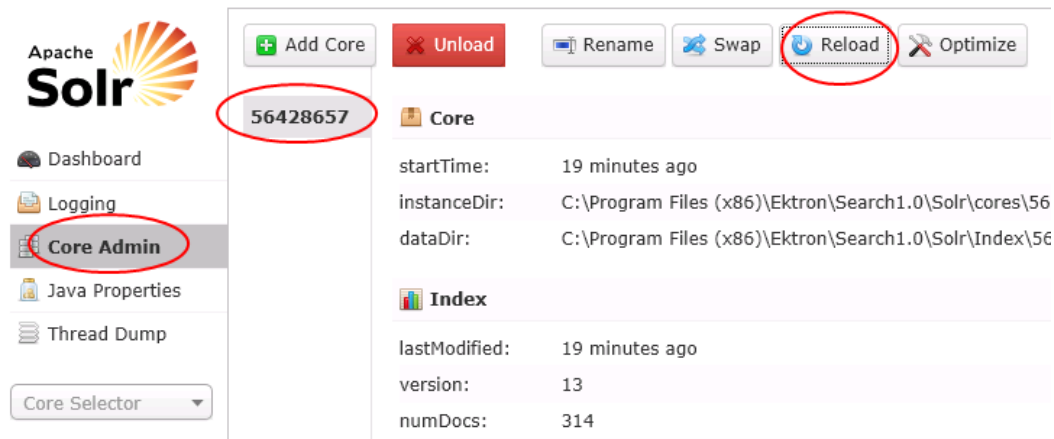 Apache
Solr
Dashboard
Logging
Core Admin
Java Properties
Thread Dump
Core Selector
Add Core
Unload
Rename
Swap
Reload
Optimize
56428657
Core
startTime: 19 minutes ago
instanceDir: C:\Program Files (x86)\Ektron\Search1.0\Solr\cores\56
dataDir: C:\Program Files (x86)\Ektron\Search1.0\Solr\Index\56
Index
lastModified: 19 minutes ago
version: 13
numDocs: 314